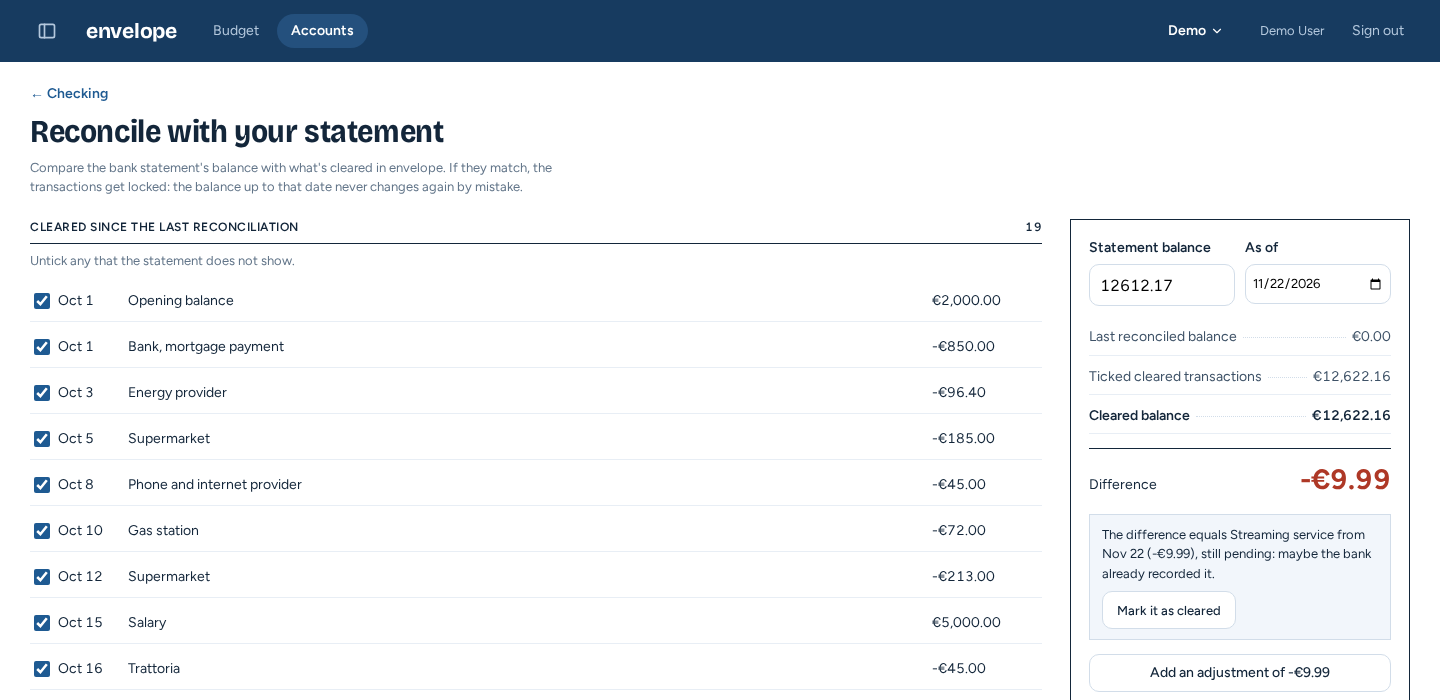 envelope Budget Accounts Demo Demo User Sign out
← Checking
Reconcile with your statement
Compare the bank statement's balance with what's cleared in envelope. If they match, the
transactions get locked: the balance up to that date never changes again by mistake.
CLEARED SINCE THE LAST RECONCILIATION 19
Untick any that the statement does not show.
Oct 1 Opening balance €2,000.00
Oct 1 Bank, mortgage payment -€850.00
Oct 3 Energy provider -€96.40
Oct 5 Supermarket -€185.00
Oct 8 Phone and internet provider -€45.00
Oct 10 Gas station -€72.00
Oct 12 Supermarket -€213.00
Oct 15 Salary €5,000.00
Oct 16 Trattoria -€45.00
Statement balance As of
12612.17 11/22/2026
Last reconciled balance €0.00
Ticked cleared transactions €12,622.16
Cleared balance €12,622.16
Difference -€9.99
The difference equals Streaming service from
Nov 22 (-€9.99), still pending: maybe the bank
already recorded it.
Mark it as cleared
Add an adjustment of -€9.99